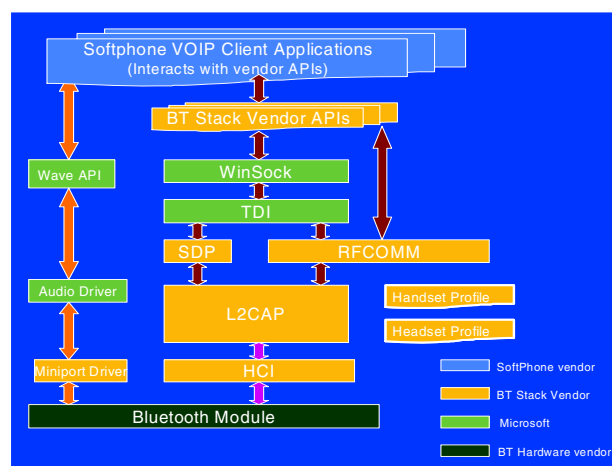 Softphone VOIP Client Applications
(Interacts with vendor APIs)
BT Stack Vendor APIs
Wave API
WinSock
TDI
SDP
RFCOMM
Audio Driver
L2CAP
Handset Profile
Headset Profile
Miniport Driver
HCI
SoftPhone vendor
BT Stack Vendor
Bluetooth Module
Microsoft
BT Hardware vendor